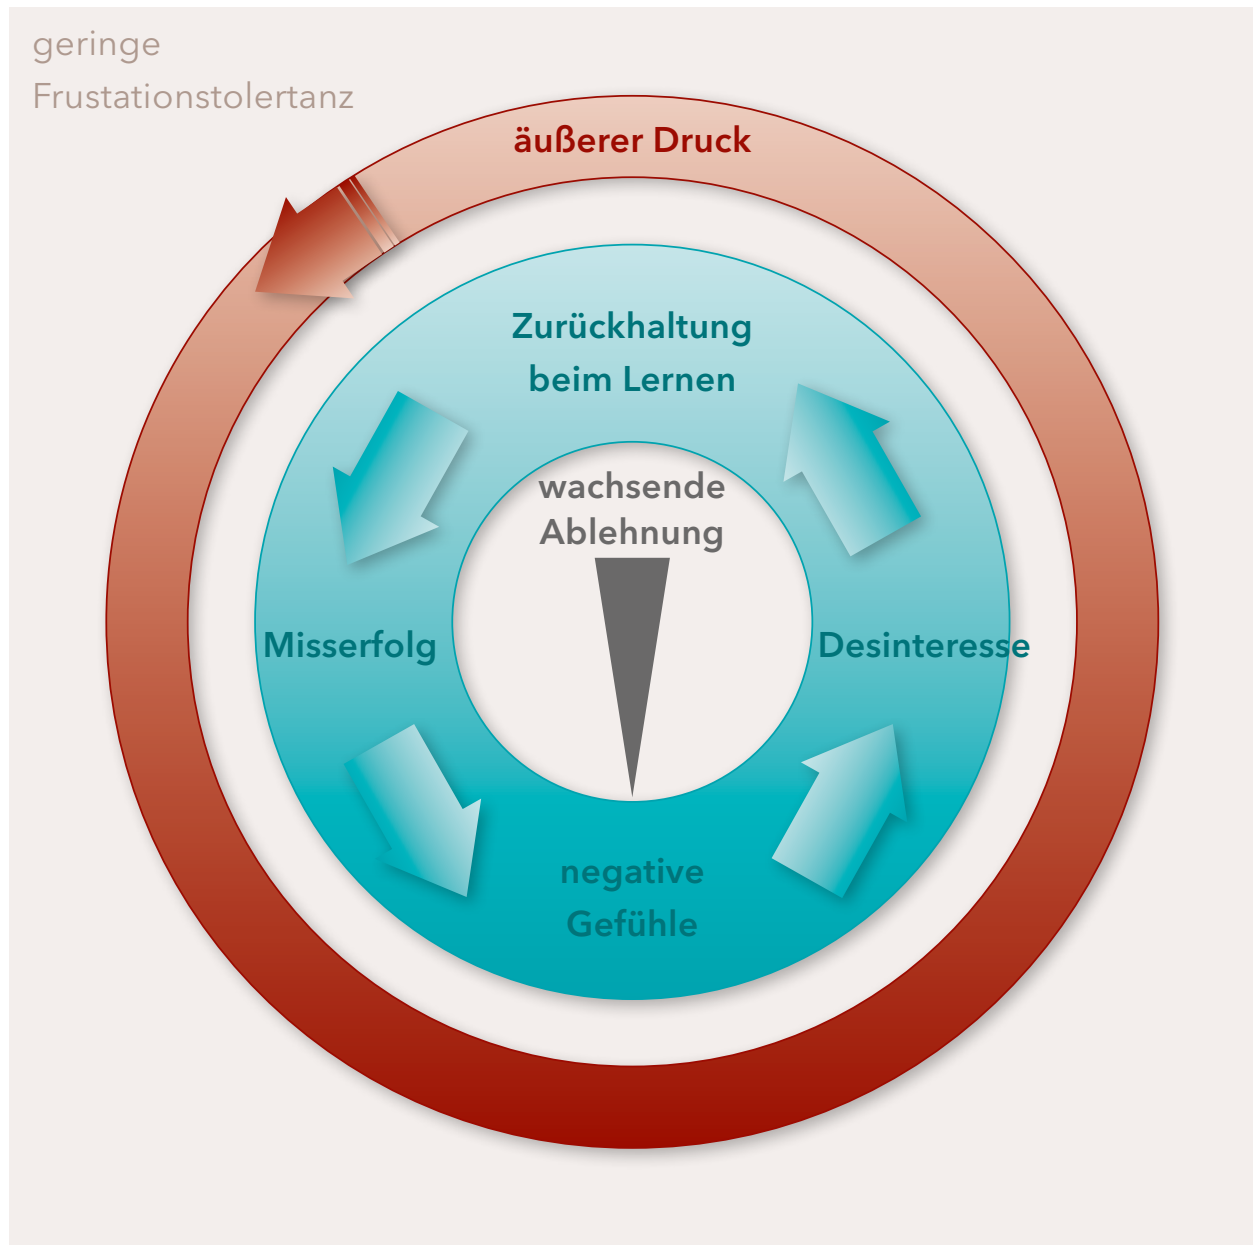 geringe
Frustationstolertanz
äußerer Druck
Zurückhaltung
beim Lernen
wachsende
Ablehnung
Misserfolg
Desinteresse
negative
Gefühle